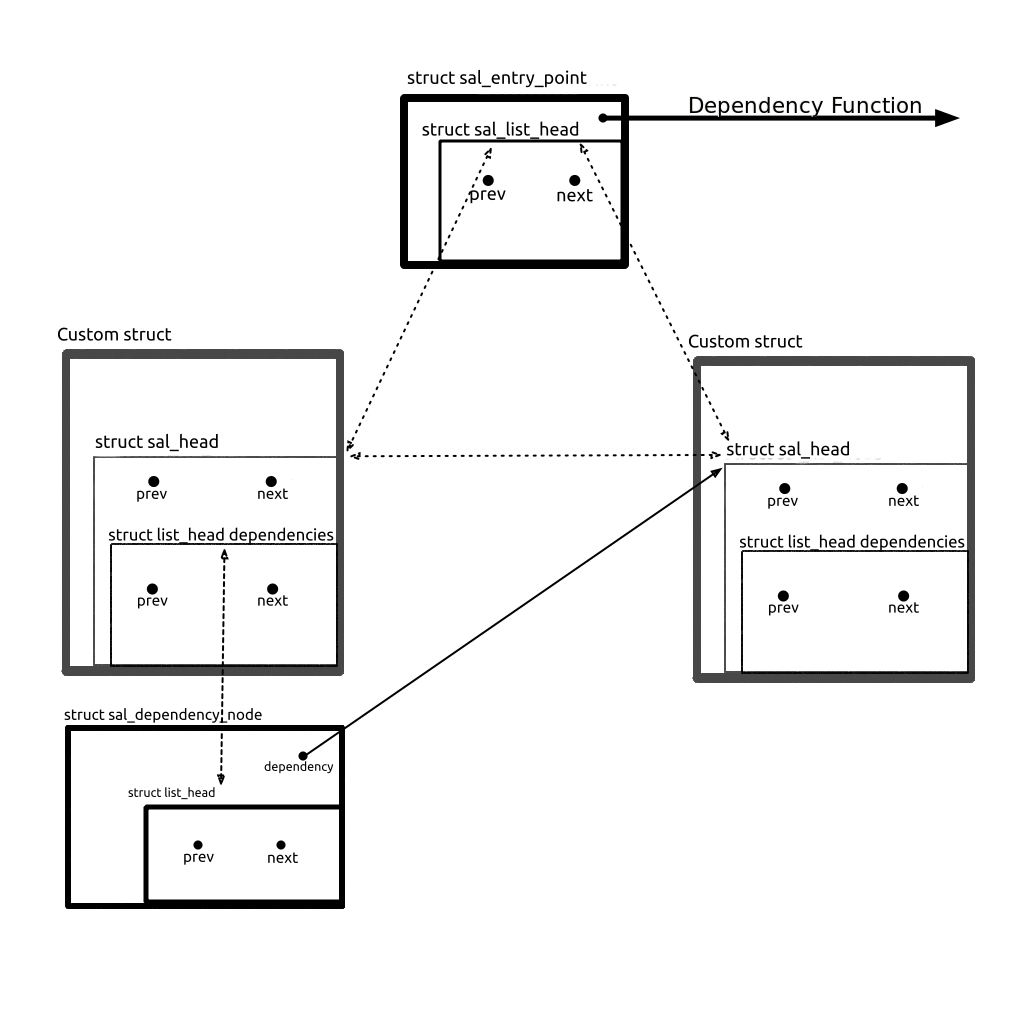 struct sal_entry_point
Dependency Function
struct sal_list_head
prev
next
Custom struct
Custom struct
struct sal_head
struct sal_head
prev
next
prev
next
struct list_head dependencies
struct list_head dependencies
prev
next
prev
next
struct sal_dependency_node
dependency
struct list_head
prev
next